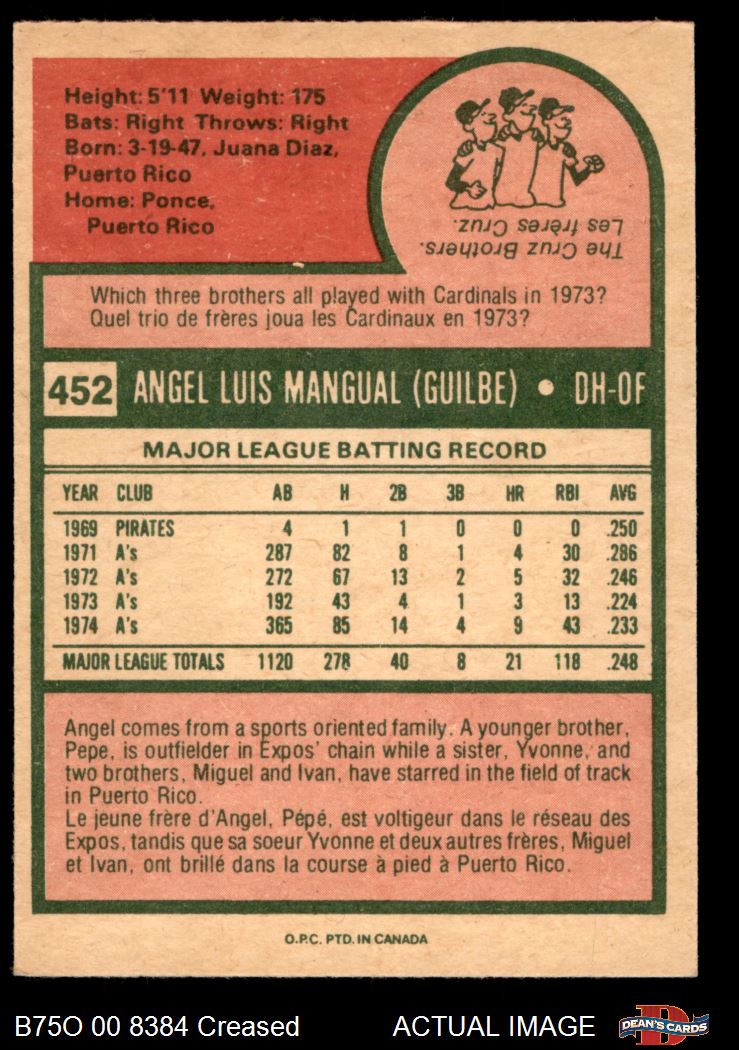 Height: 5'11 Weight: 175
Bats: Right Throws: Right
Born: 3-19-47, Juana Diaz,
Puerto Rico
Home: Ponce,
Puerto Rico
The Cruz Brothers.
Les frères Cruz.
Which three brothers all played with Cardinals in 1973?
Quel trio de frères joua les Cardinaux en 1973?
452 ANGEL LUIS MANGUAL (GUILBE) • DH-OF
MAJOR LEAGUE BATTING RECORD
YEAR CLUB AB H 2B 3B HR RBI AVG
1969 PIRATES 4 1 1 0 0 0 .250
1971 A's 287 82 8 1 4 30 .286
1972 A's 272 67 13 2 5 32 .246
1973 A's 192 43 4 1 3 13 .224
1974 A's 365 85 14 4 9 43 .233
MAJOR LEAGUE TOTALS 1120 278 40 8 21 118 .248
Angel comes from a sports oriented family. A younger brother,
Pepe, is outfielder in Expos' chain while a sister, Yvonne, and
two brothers, Miguel and Ivan, have starred in the field of track
in Puerto Rico.
Le jeune frère d'Angel, Pépé, est voltigeur dans le réseau des
Expos, tandis que sa soeur Yvonne et deux autres frères, Miguel
et Ivan, ont brillé dans la course à pied à Puerto Rico.
O.P.C. PTD. IN CANADA
B75O 00 8384 Creased ACTUAL IMAGE
D
DEAN'S CARDS